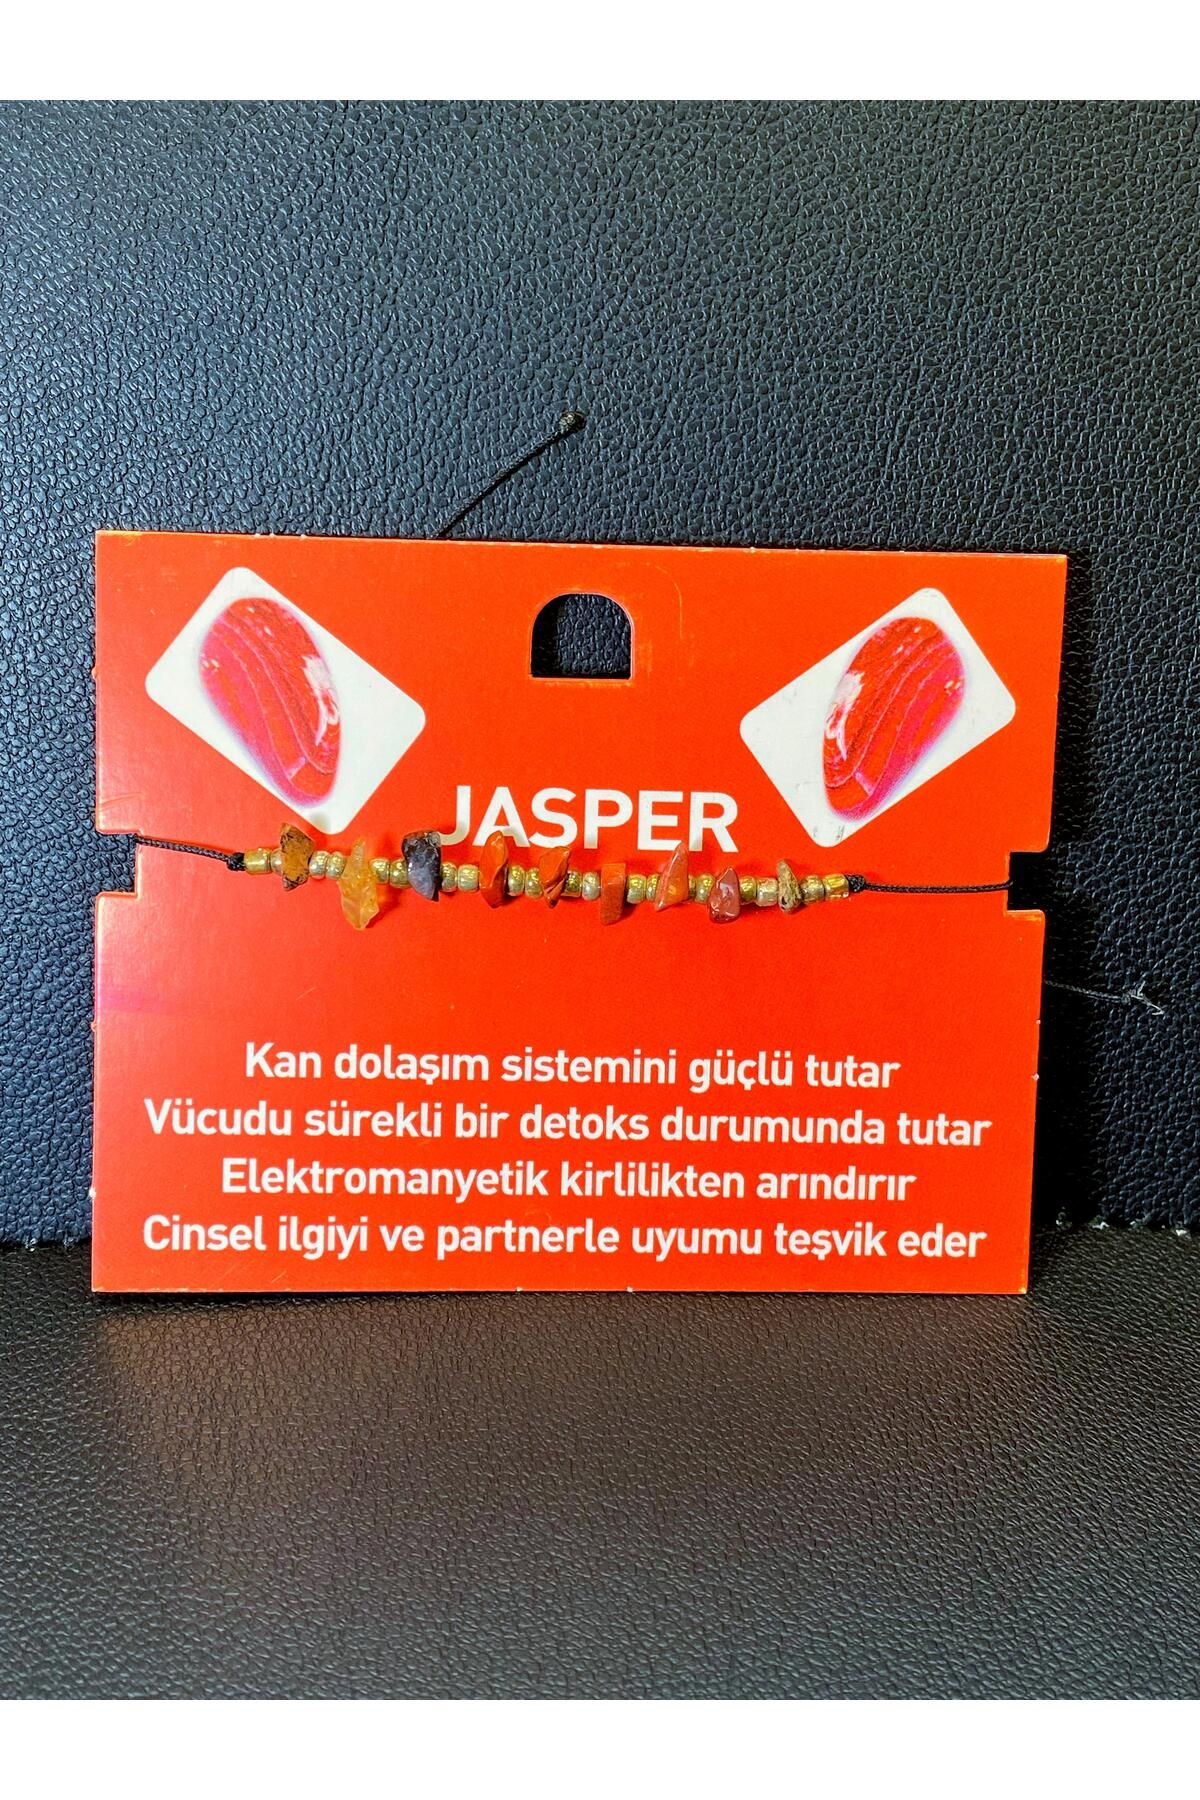 JASPER
Kan dolaşım sistemini güçlü tutar
Vücudu sürekli bir detoks durumunda tutar
Elektromanyetik kirlilikten arındırır
Cinsel ilgiyi ve partnerle uyumu teşvik eder